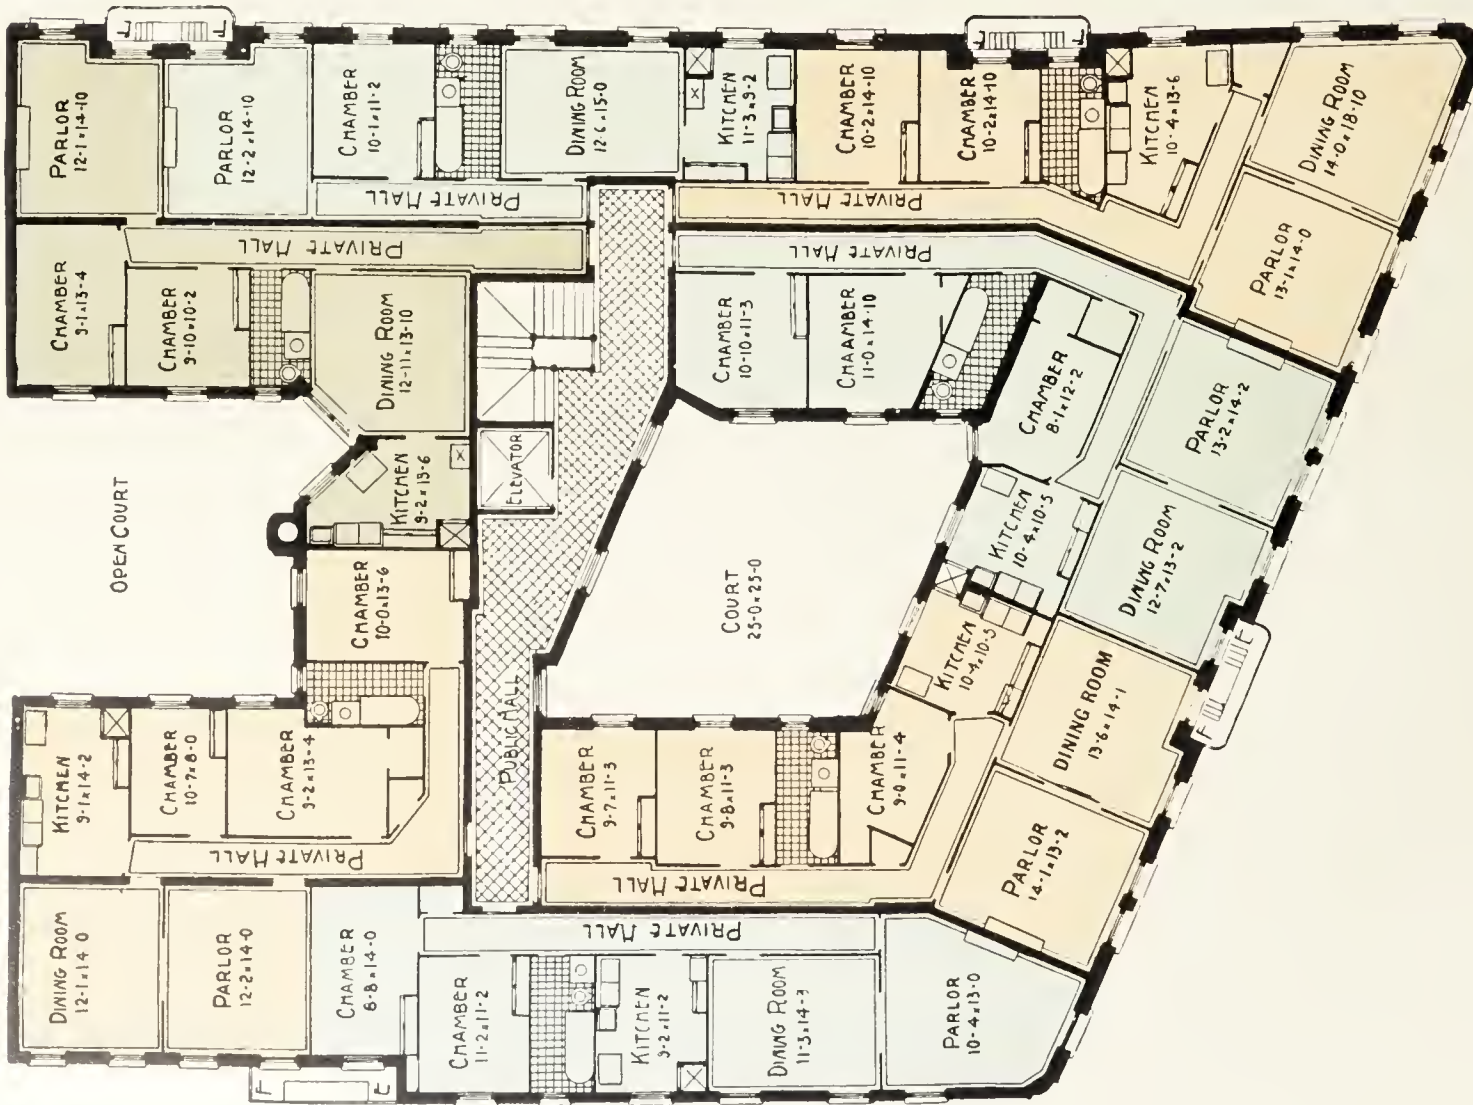 PARLOR
12-1 x 14-10
PARLOR
12-2 x 14-10
CHAMBER
10-1 x 11-2
DINING ROOM
12-6 x 15-0
KITCHEN
11-3 x 9-2
CHAMBER
10-2 x 14-10
CHAMBER
10-2 x 14-10
KITCHEN
10-4 x 13-6
DINING ROOM
14-0 x 18-10
PRIVATE HALL
PRIVATE HALL
PRIVATE HALL
PRIVATE HALL
PARLOR
13-1 x 14-0
CHAMBER
9-1 x 13-4
CHAMBER
9-10 x 10-2
DINING ROOM
12-11 x 13-10
CHAMBER
10-10 x 11-3
CHAAMBER
11-0 x 14-10
CHAMBER
8-1 x 12-2
PARLOR
13-2 x 14-2
OPEN COURT
KITCHEN
9-2 x 13-6
ELEVATOR
KITCHEN
10-4 x 10-5
DINING ROOM
12-7 x 13-2
CHAMBER
10-0 x 13-6
COURT
25-0 x 25-0
KITCHEN
10-4 x 10-5
DINING ROOM
13-6 x 14-1
PUBLIC HALL
KITCHEN
9-1 x 14-2
CHAMBER
10-7 x 8-0
CHAMBER
9-2 x 13-4
CHAMBER
9-7 x 11-3
CHAMBER
9-8 x 11-3
CHAMBER
9-0 x 11-4
PARLOR
14-1 x 13-2
PRIVATE HALL
PRIVATE HALL
DINING ROOM
12-1 x 14-0
PARLOR
12-2 x 14-0
CHAMBER
8-8 x 14-0
PRIVATE HALL
CHAMBER
11-2 x 11-2
KITCHEN
9-2 x 11-2
DINING ROOM
11-3 x 14-3
PARLOR
10-4 x 13-0